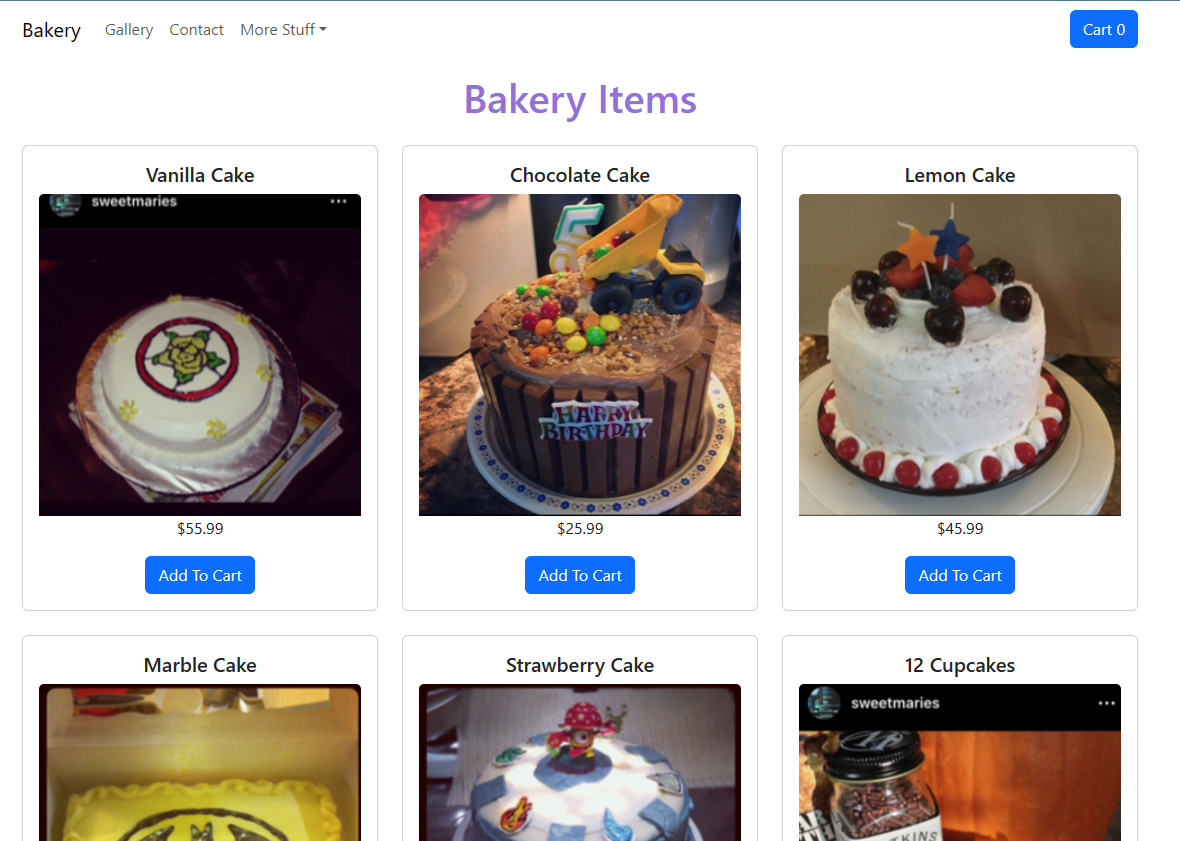 Bakery Gallery Contact More Stuff Cart 0
Bakery Items
Vanilla Cake Chocolate Cake Lemon Cake
sweetmaries
5
HAPPY
BIRTHDAY
$55.99 $25.99 $45.99
Add To Cart Add To Cart Add To Cart
Marble Cake Strawberry Cake 12 Cupcakes
sweetmaries